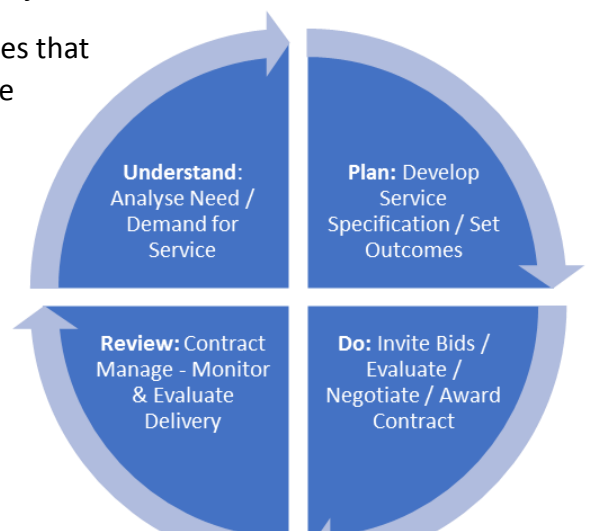 es that
e
Understand:
Analyse Need /
Demand for
Service
Plan: Develop
Service
Specification / Set
Outcomes
Review: Contract
Manage - Monitor
& Evaluate
Delivery
Do: Invite Bids /
Evaluate /
Negotiate / Award
Contract